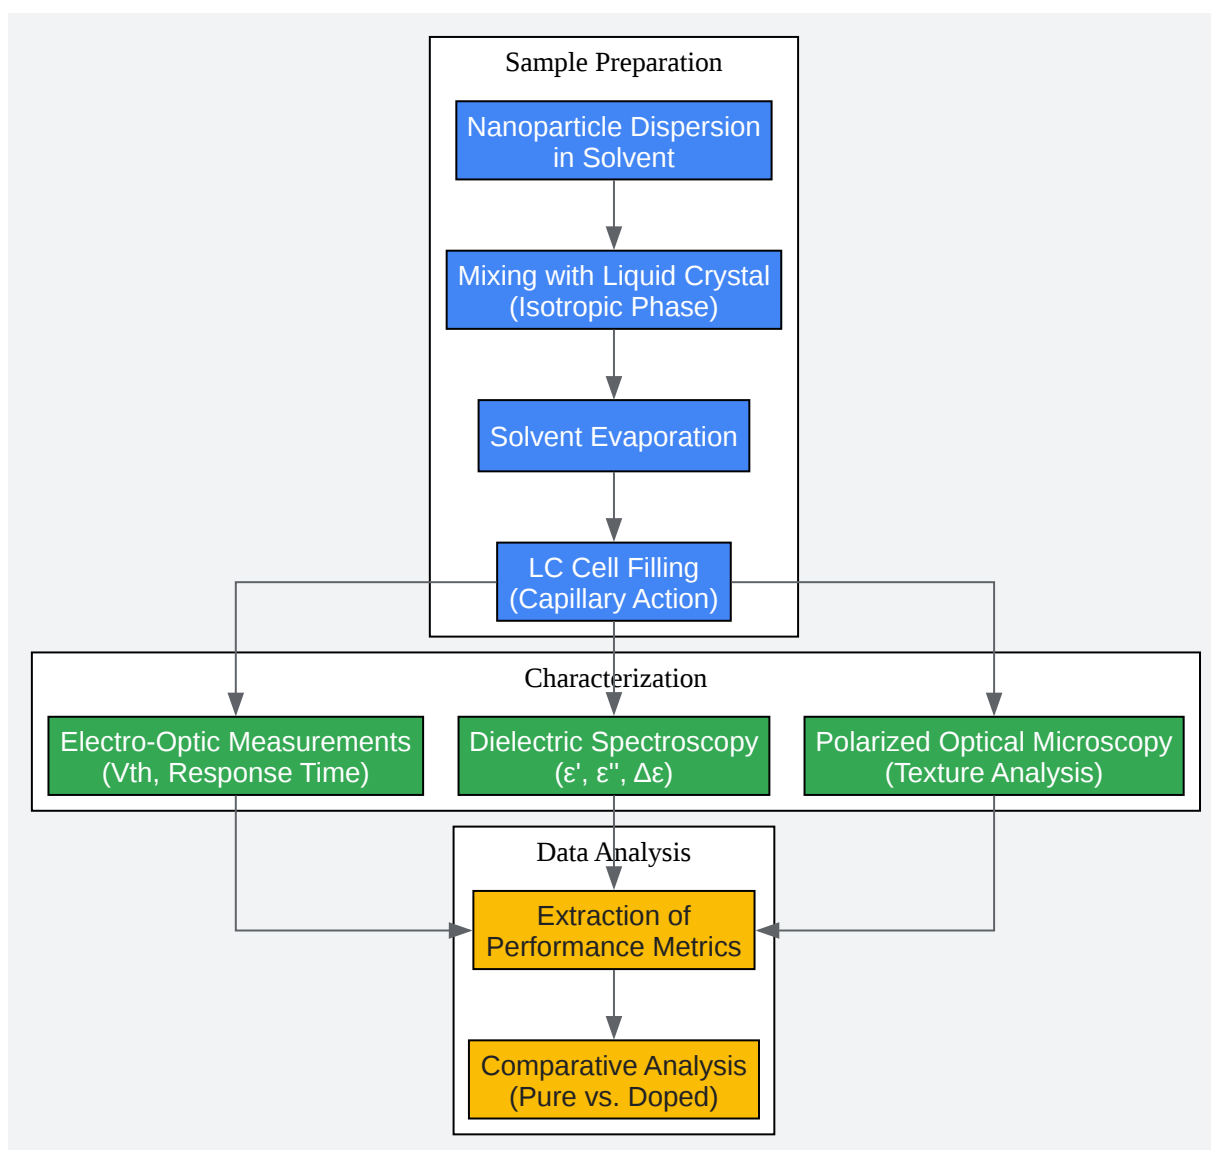 Sample Preparation
Nanoparticle Dispersion
in Solvent
Mixing with Liquid Crystal
(Isotropic Phase)
Solvent Evaporation
LC Cell Filling
(Capillary Action)
Characterization
Electro-Optic Measurements
(Vth, Response Time)
Dielectric Spectroscopy
(ε', ε'', Δε)
Polarized Optical Microscopy
(Texture Analysis)
Data Analysis
Extraction of
Performance Metrics
Comparative Analysis
(Pure vs. Doped)